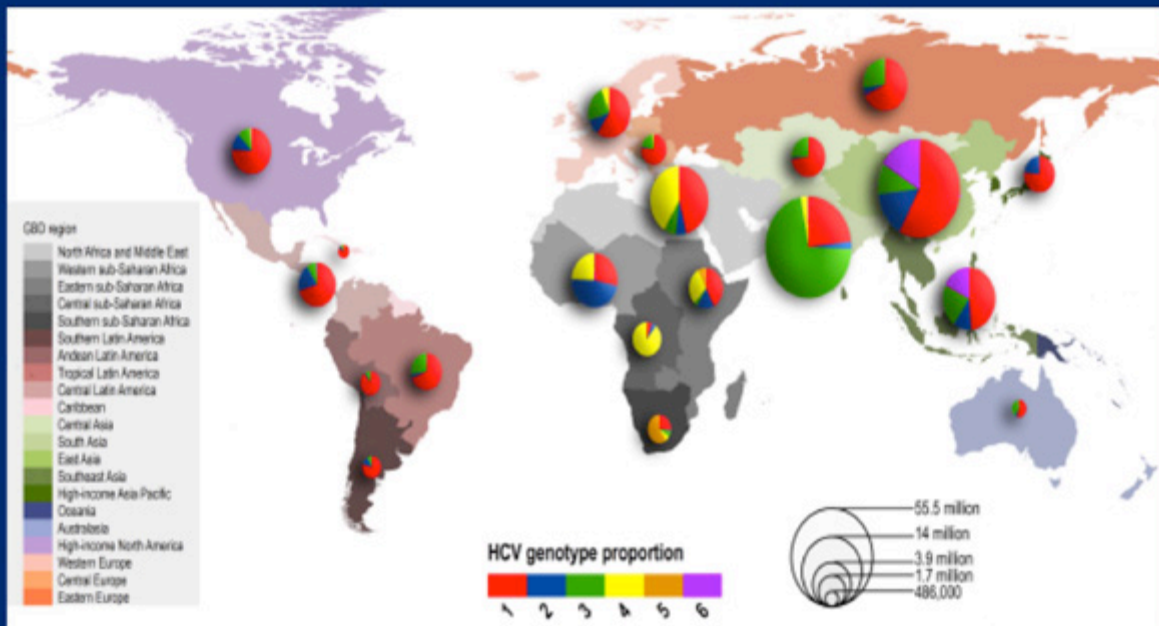 GBD region
North Africa and Middle East
Western sub-Saharan Africa
Eastern sub-Saharan Africa
Central sub-Saharan Africa
Southern sub-Saharan Africa
Southern Latin America
Andean Latin America
Tropical Latin America
Central Latin America
Caribbean
Central Asia
South Asia
East Asia
Southeast Asia
High-income Asia Pacific
Oceania
Australasia
High-income North America
Western Europe
Central Europe
Eastern Europe
HCV genotype proportion
1 2 3 4 5 6
55.5 million
14 million
3.9 million
1.7 million
486,000